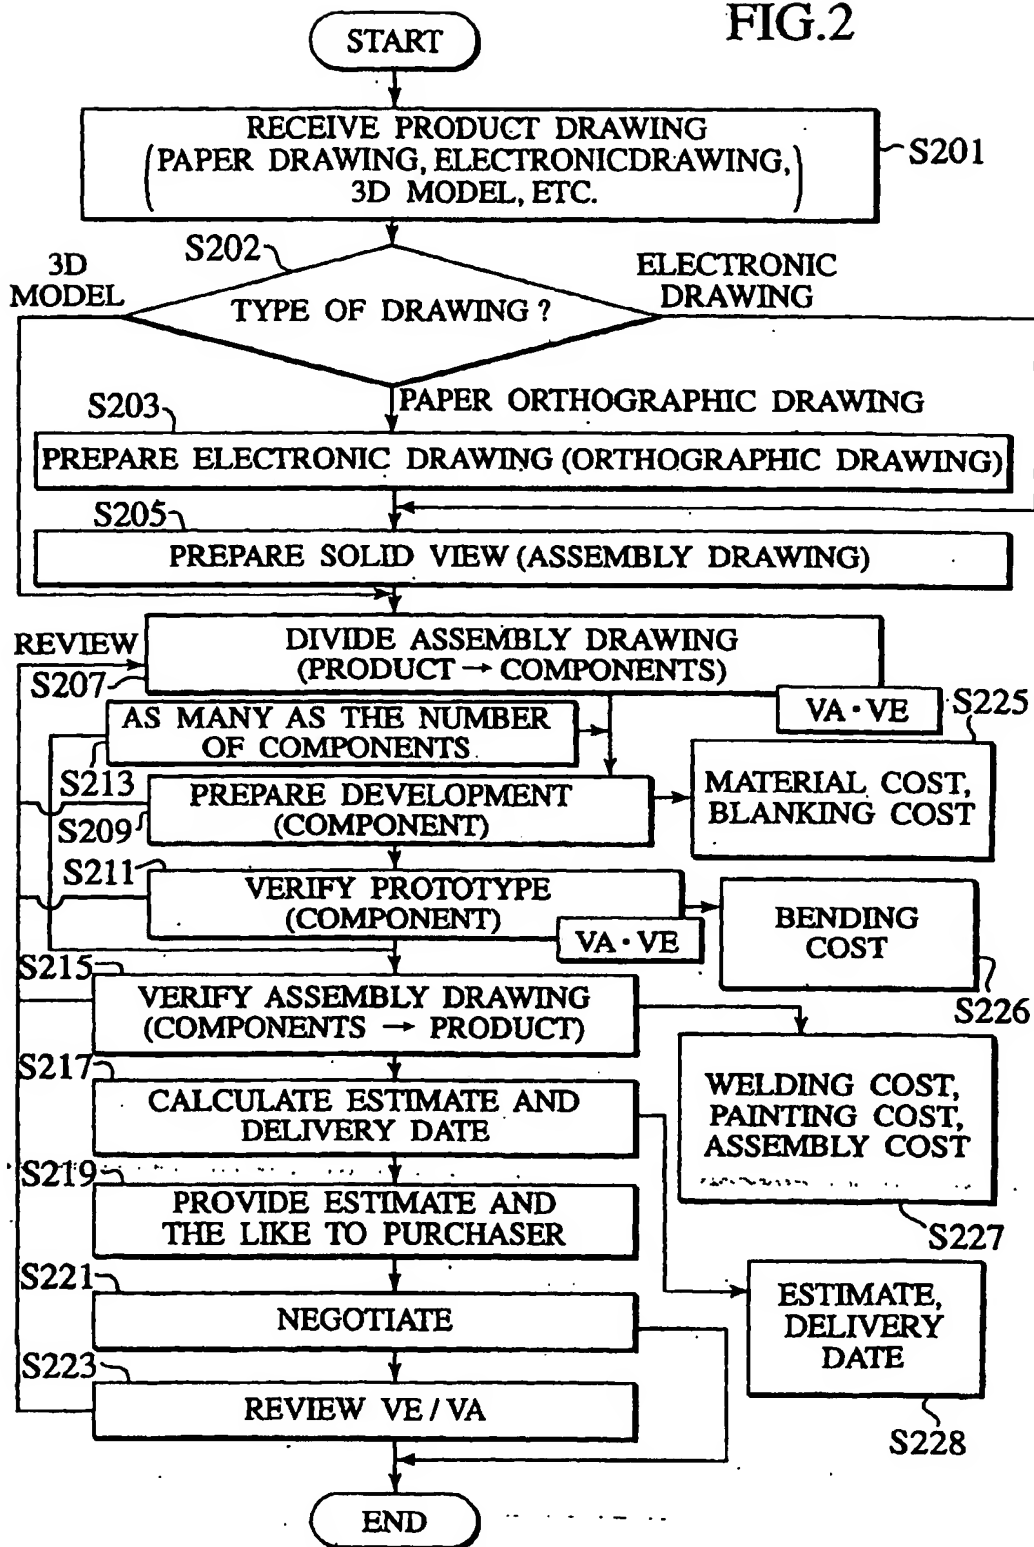 FIG.2
START
RECEIVE PRODUCT DRAWING
(PAPER DRAWING, ELECTRONICDRAWING,
3D MODEL, ETC.)
S201
S202
3D
MODEL
TYPE OF DRAWING ?
ELECTRONIC
DRAWING
PAPER ORTHOGRAPHIC DRAWING
S203
PREPARE ELECTRONIC DRAWING (ORTHOGRAPHIC DRAWING)
S205
PREPARE SOLID VIEW (ASSEMBLY DRAWING)
REVIEW
DIVIDE ASSEMBLY DRAWING
(PRODUCT → COMPONENTS)
S207
VA · VE
S225
AS MANY AS THE NUMBER
OF COMPONENTS
S213
MATERIAL COST,
BLANKING COST
PREPARE DEVELOPMENT
(COMPONENT)
S209
S211
VERIFY PROTOTYPE
(COMPONENT)
VA · VE
BENDING
COST
S226
S215
VERIFY ASSEMBLY DRAWING
(COMPONENTS → PRODUCT)
S217
CALCULATE ESTIMATE AND
DELIVERY DATE
WELDING COST,
PAINTING COST,
ASSEMBLY COST
S227
S219
PROVIDE ESTIMATE AND
THE LIKE TO PURCHASER
S221
NEGOTIATE
ESTIMATE,
DELIVERY
DATE
S228
S223
REVIEW VE / VA
END